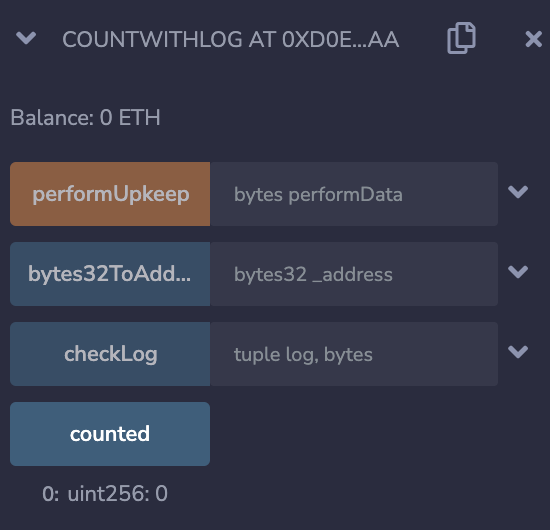 COUNTWITHLOG AT 0XD0E...AA
Balance: 0 ETH
performUpkeep bytes performData
bytes32ToAdd... bytes32 _address
checkLog tuple log, bytes
counted
0: uint256: 0